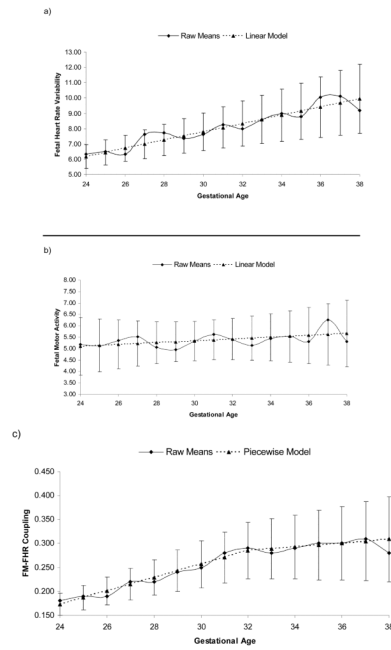 a)
Raw Means Linear Model
Fetal Heart Rate Variability
13.00
12.00
11.00
10.00
9.00
8.00
7.00
6.00
5.00
24 26 28 30 32 34 36 38
Gestational Age
b)
Raw Means Linear Model
Fetal Motor Activity
8.00
7.50
7.00
6.50
6.00
5.50
5.00
4.50
4.00
3.50
3.00
24 26 28 30 32 34 36 38
Gestational Age
c)
Raw Means Piecewise Model
FM-FHR Coupling
0.450
0.400
0.350
0.300
0.250
0.200
0.150
24 26 28 30 32 34 36 38
Gestational Age